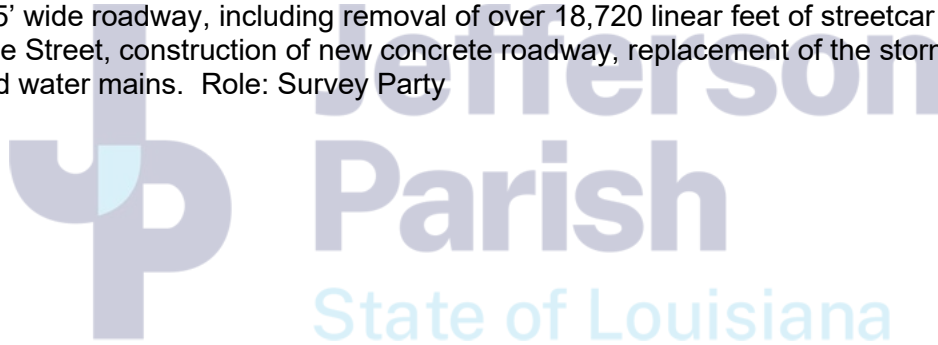 5’ wide roadway, including removal of over 18,720 linear feet of streetcar
e Street, construction of new concrete roadway, replacement of the storm
d water mains.  Role: Survey Party
Jefferson
Parish
State of Louisiana